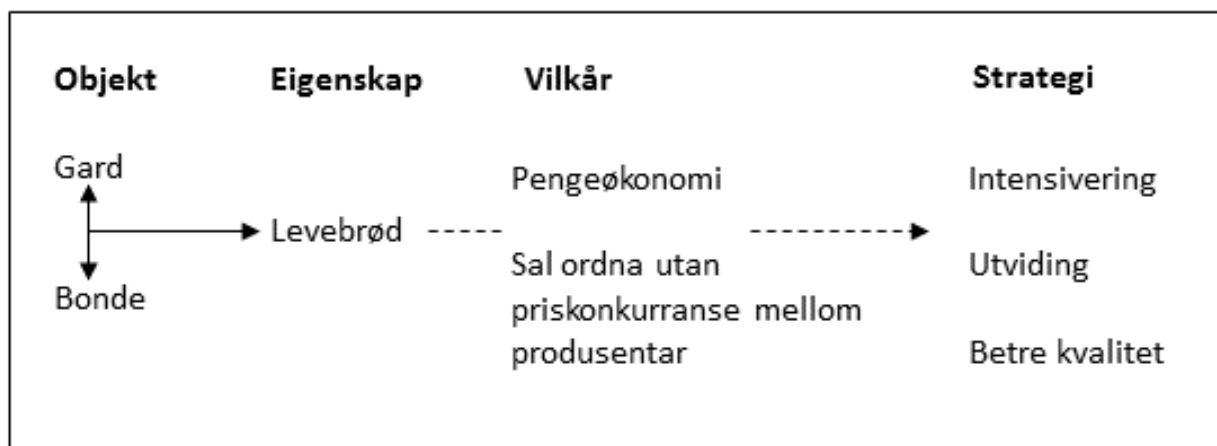 Objekt Eigenskap Vilkår Strategi
Gard
Pengeøkonomi Intensivering
Levebrød
Sal ordna utan Utviding
Bonde
priskonkurranse mellom
produsentar Betre kvalitet